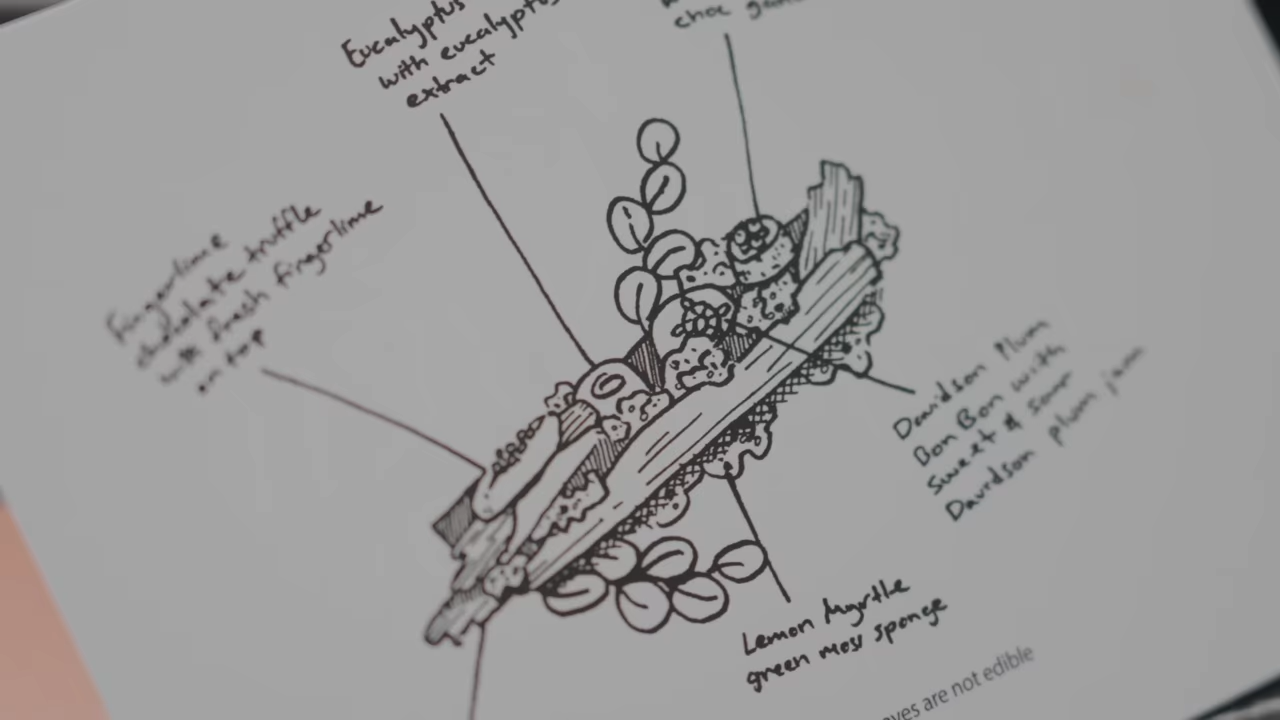 Eucalyptus
with eucalyptus
extract
choc
Fingerlime
chocolate truffle
with fresh fingerlime
on top
Davidson Plum
Bon Bon with
sweet & sour
Davidson plum jam
Lemon Myrtle
green moss sponge
are not edible